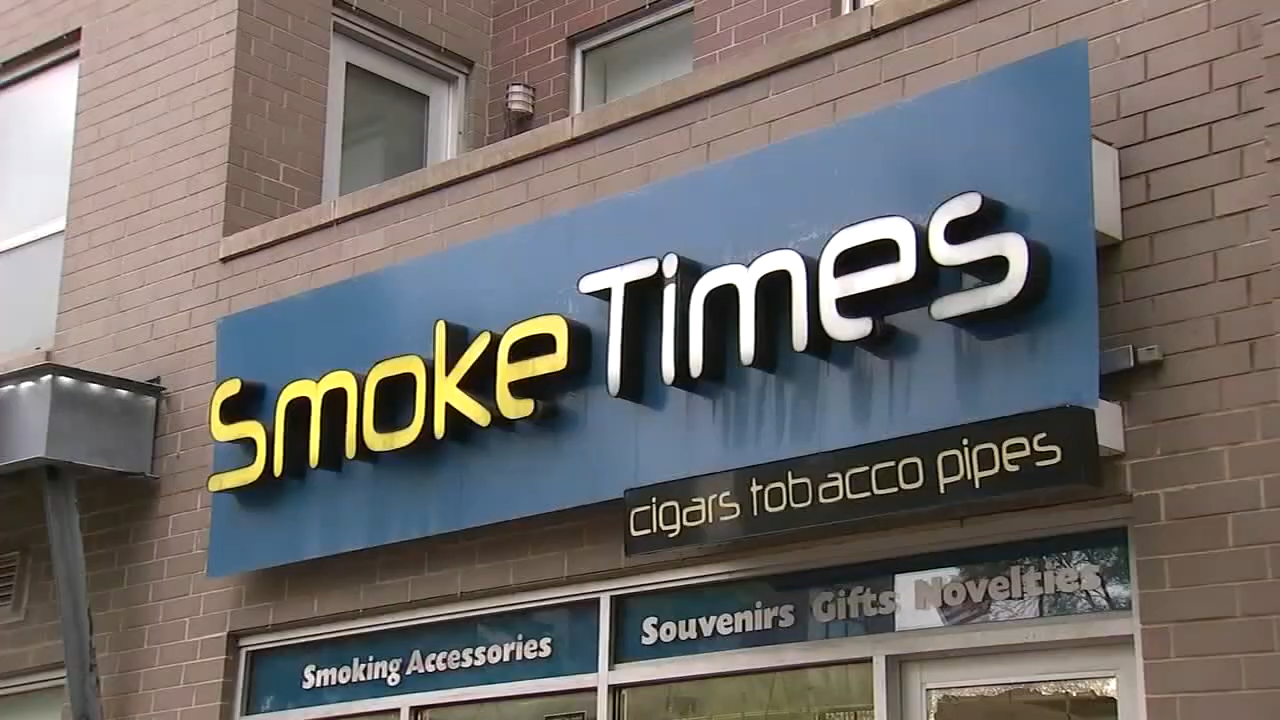 Smoke Times
cigars tobacco pipes
Smoking Accessories
Souvenirs Gifts Novelties